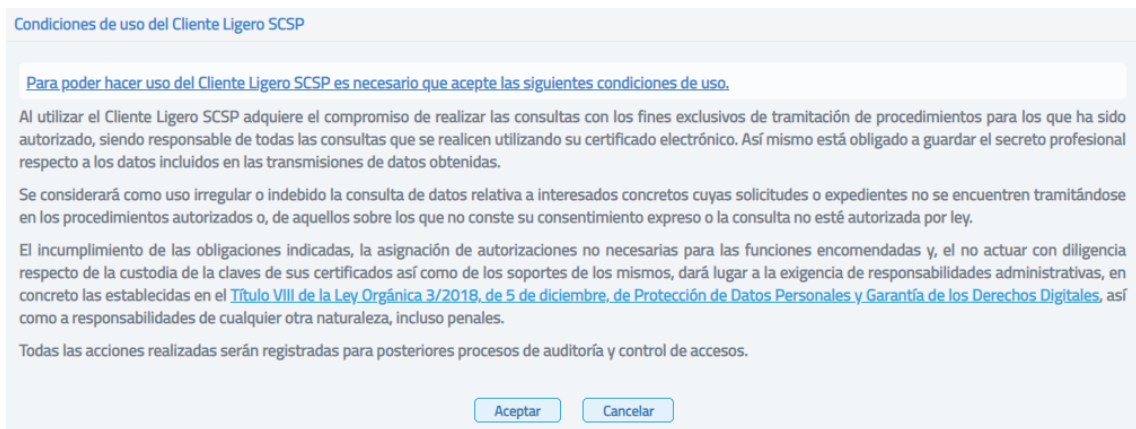 Condiciones de uso del Cliente Ligero SCSP
Para poder hacer uso del Cliente Ligero SCSP es necesario que acepte las siguientes condiciones de uso.
Al utilizar el Cliente Ligero SCSP adquiere el compromiso de realizar las consultas con los fines exclusivos de tramitación de procedimientos para los que ha sido
autorizado, siendo responsable de todas las consultas que se realicen utilizando su certificado electrónico. Así mismo está obligado a guardar el secreto profesional
respecto a los datos incluidos en las transmisiones de datos obtenidas.
Se considerará como uso irregular o indebido la consulta de datos relativa a interesados concretos cuyas solicitudes o expedientes no se encuentren tramitándose
en los procedimientos autorizados o, de aquellos sobre los que no conste su consentimiento expreso o la consulta no esté autorizada por ley.
El incumplimiento de las obligaciones indicadas, la asignación de autorizaciones no necesarias para las funciones encomendadas y, el no actuar con diligencia
respecto de la custodia de la claves de sus certificados así como de los soportes de los mismos, dará lugar a la exigencia de responsabilidades administrativas, en
concreto las establecidas en el Título VIII de la Ley Orgánica 3/2018, de 5 de diciembre, de Protección de Datos Personales y Garantía de los Derechos Digitales, así
como a responsabilidades de cualquier otra naturaleza, incluso penales.
Todas las acciones realizadas serán registradas para posteriores procesos de auditoría y control de accesos.
Aceptar Cancelar